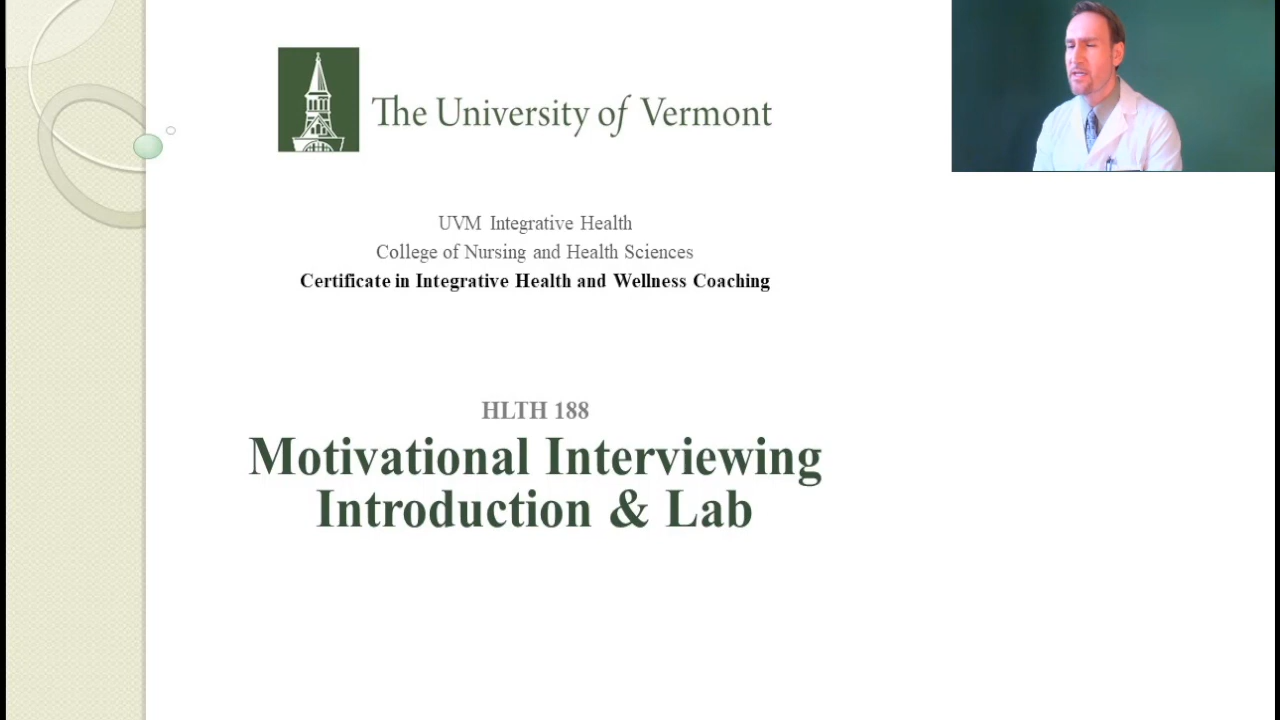 The University of Vermont
UVM Integrative Health
College of Nursing and Health Sciences
Certificate in Integrative Health and Wellness Coaching
HLTH 188
Motivational Interviewing
Introduction & Lab